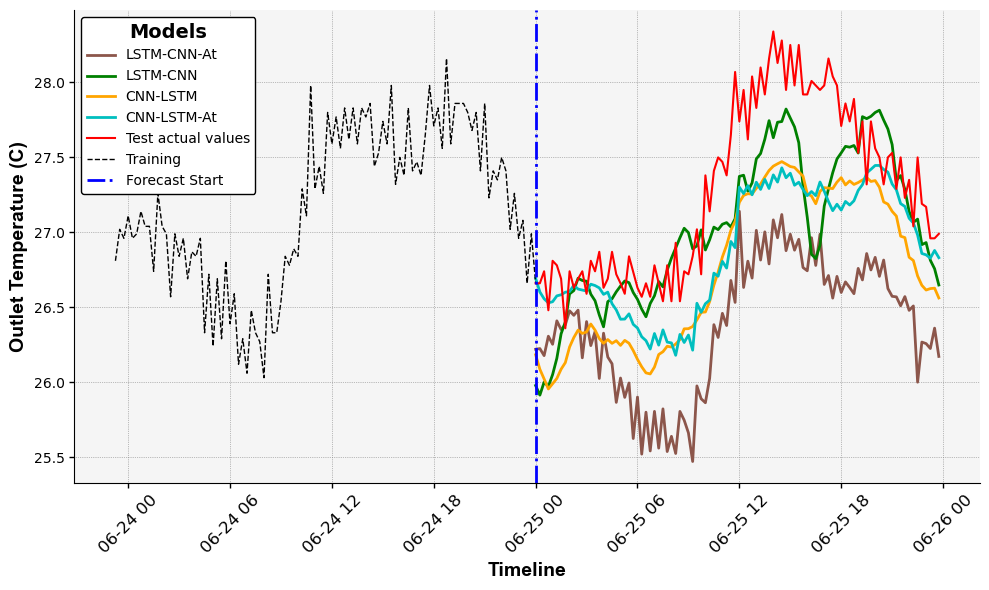 Models
LSTM-CNN-At
LSTM-CNN
CNN-LSTM
CNN-LSTM-At
Test actual values
Training
Forecast Start
Outlet Temperature (C)
28.0
27.5
27.0
26.5
26.0
25.5
06-24 00
06-24 06
06-24 12
06-24 18
06-25 00
06-25 06
06-25 12
06-25 18
06-26 00
Timeline